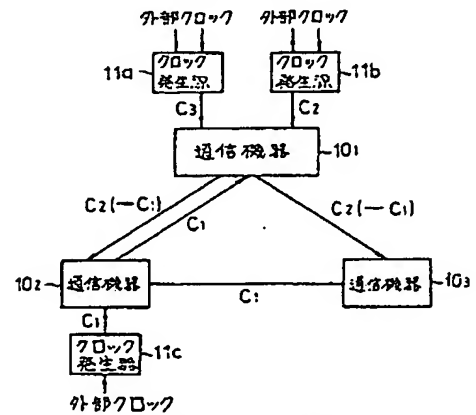 外部クロック 外部クロック
11a クロック発生源 クロック発生源 11b
C3 C2
通信機器 101
C2(—C1) C1 C2(—C1)
102 通信機器 C1 通信機器 103
C1
クロック発生器 11c
外部クロック